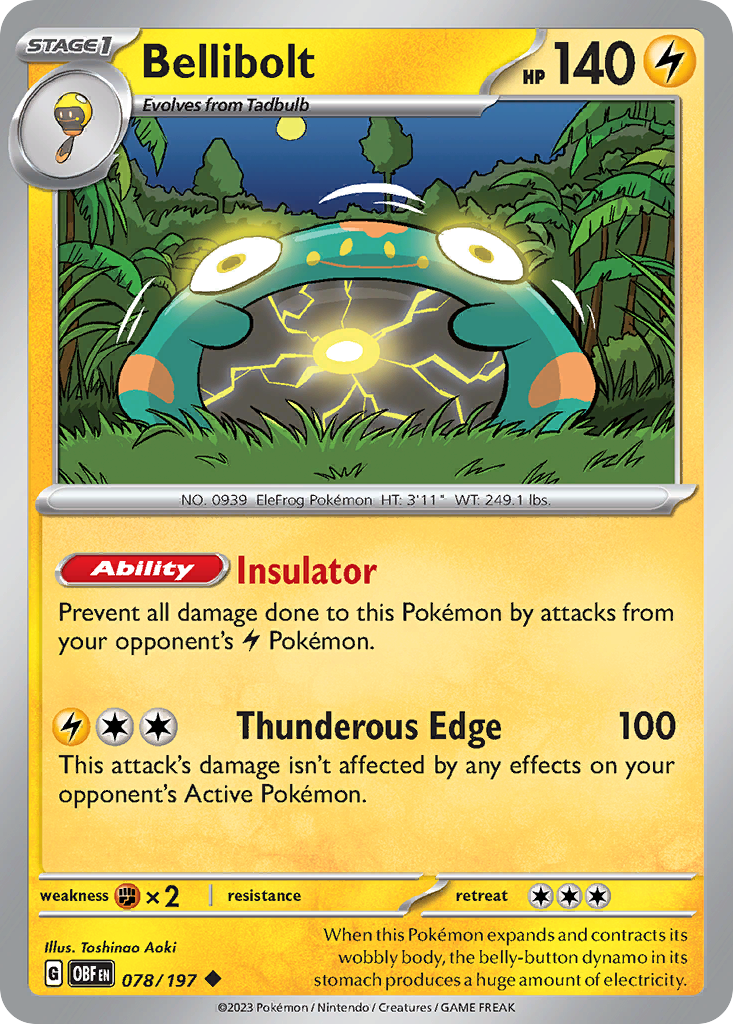 STAGE1
Bellibolt
HP 140
Evolves from Tadbulb
NO. 0939 EleFrog Pokémon HT: 3'11" WT: 249.1 lbs.
Ability Insulator
Prevent all damage done to this Pokémon by attacks from
your opponent's Pokémon.
Thunderous Edge 100
This attack's damage isn't affected by any effects on your
opponent's Active Pokémon.
weakness ×2 resistance retreat
Illus. Toshinao Aoki
When this Pokémon expands and contracts its
wobbly body, the belly-button dynamo in its
stomach produces a huge amount of electricity.
G OBF EN 078/197
©2023 Pokémon / Nintendo / Creatures / GAME FREAK